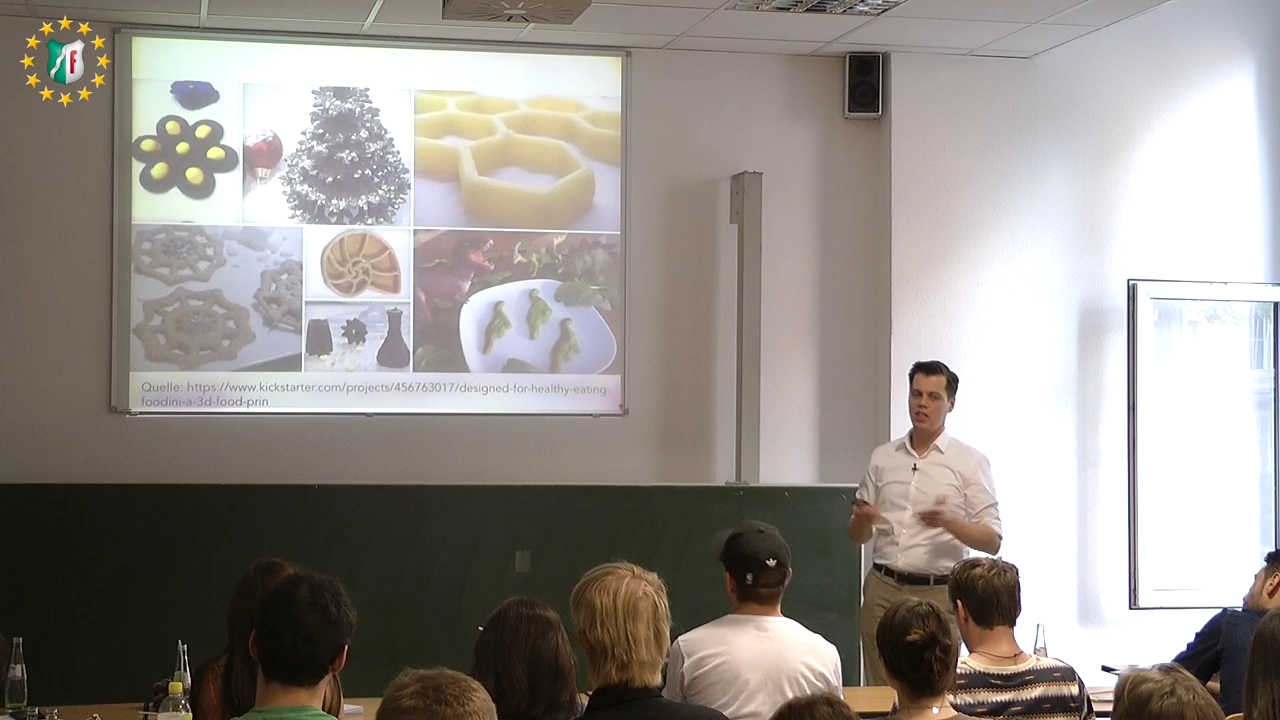 F
Quelle: https://www.kickstarter.com/projects/456763017/designed-for-healthy-eating-
foodini-a-3d-food-prin